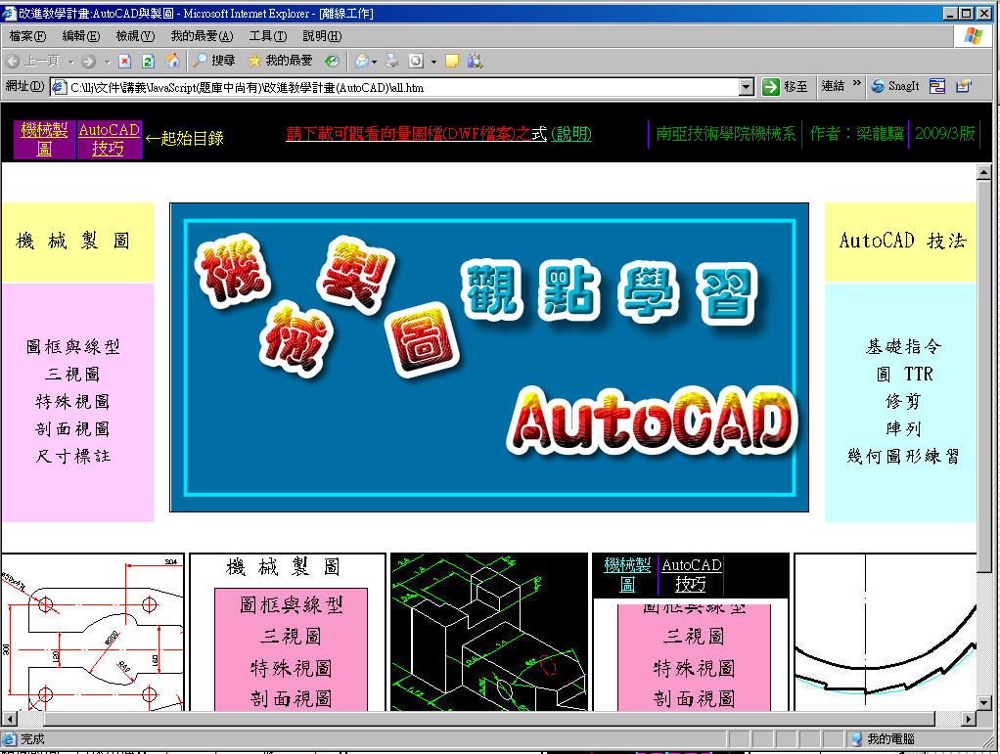 改進教學計畫:AutoCAD與製圖 - Microsoft Internet Explorer - [離線工作]
檔案(F) 編輯(E) 檢視(V) 我的最愛(A) 工具(T) 說明(H)
上一頁 搜尋 我的最愛
網址(D) C:\llj\文件\講義\JavaScript(題庫中尚有)\改進教學計畫(AutoCAD)\all.htm 移至 連結 » SnagIt
機械製圖 AutoCAD技巧 ←起始目錄 請下載可觀看向量圖檔(DWF檔案)之式 (說明) 南亞技術學院機械系 作者：梁龍驥 2009/3版
機 械 製 圖
圖框與線型
三視圖
特殊視圖
剖面視圖
尺寸標註
機械製圖
觀點學習
AutoCAD
AutoCAD 技法
基礎指令
圓 TTR
修剪
陣列
幾何圖形練習
304
300
120
R200
R40
160
機 械 製 圖
圖框與線型
三視圖
特殊視圖
剖面視圖
機械製圖 AutoCAD技巧
圖框與線型
三視圖
特殊視圖
剖面視圖
完成 我的電腦